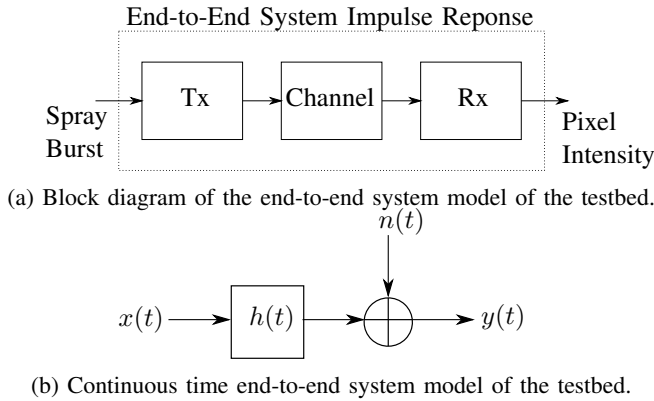 End-to-End System Impulse Reponse
Spray
Burst
Tx
Channel
Rx
Pixel
Intensity
(a) Block diagram of the end-to-end system model of the testbed.
n(t)
x(t)
h(t)
y(t)
(b) Continuous time end-to-end system model of the testbed.